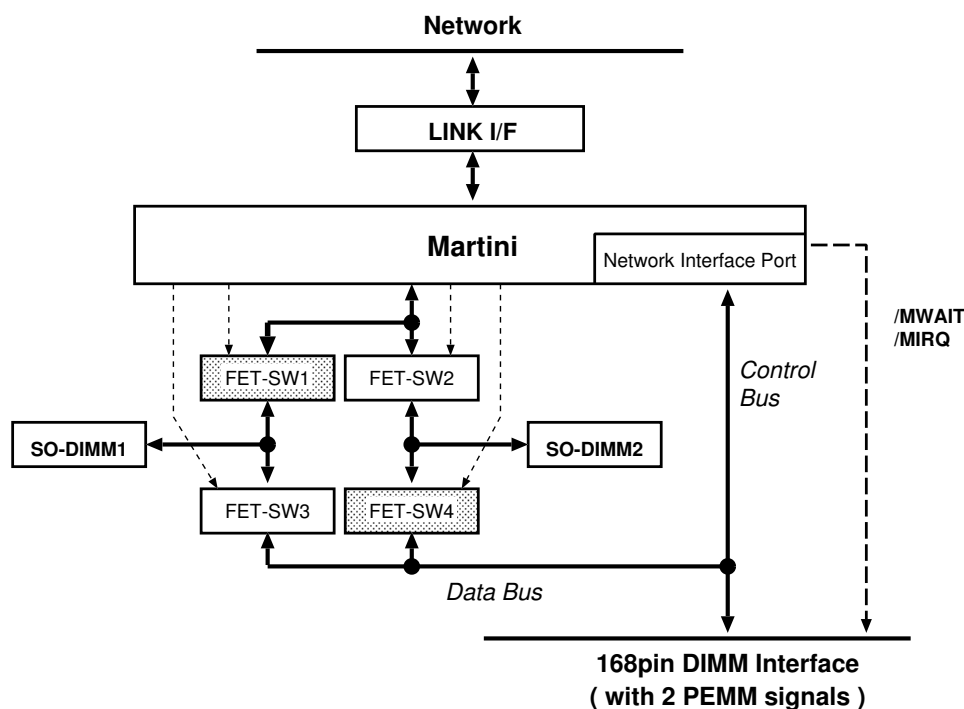 Network
LINK I/F
Martini
Network Interface Port
/MWAIT
/MIRQ
FET-SW1
FET-SW2
Control
Bus
SO-DIMM1
SO-DIMM2
FET-SW3
FET-SW4
Data Bus
168pin DIMM Interface
( with 2 PEMM signals )